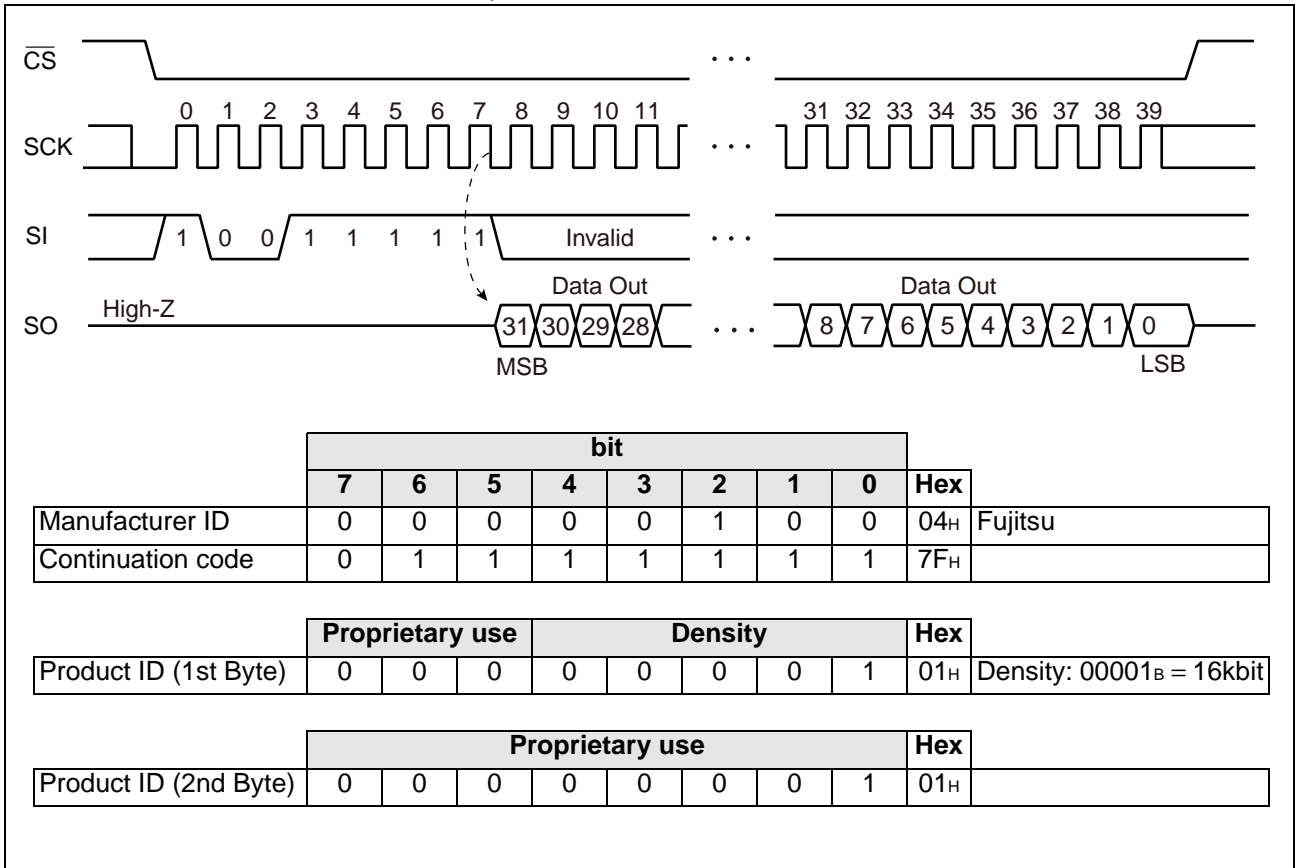 CS
0 1 2 3 4 5 6 7 8 9 10 11 31 32 33 34 35 36 37 38 39
SCK
SI 1 0 0 1 1 1 1 1 Invalid
Data Out Data Out
High-Z
SO 31 30 29 28 8 7 6 5 4 3 2 1 0
MSB LSB
bit
7 6 5 4 3 2 1 0 Hex
Manufacturer ID 0 0 0 0 0 1 0 0 04H Fujitsu
Continuation code 0 1 1 1 1 1 1 1 7FH
Proprietary use Density Hex
Product ID (1st Byte) 0 0 0 0 0 0 0 1 01H Density: 00001B = 16kbit
Proprietary use Hex
Product ID (2nd Byte) 0 0 0 0 0 0 0 1 01H